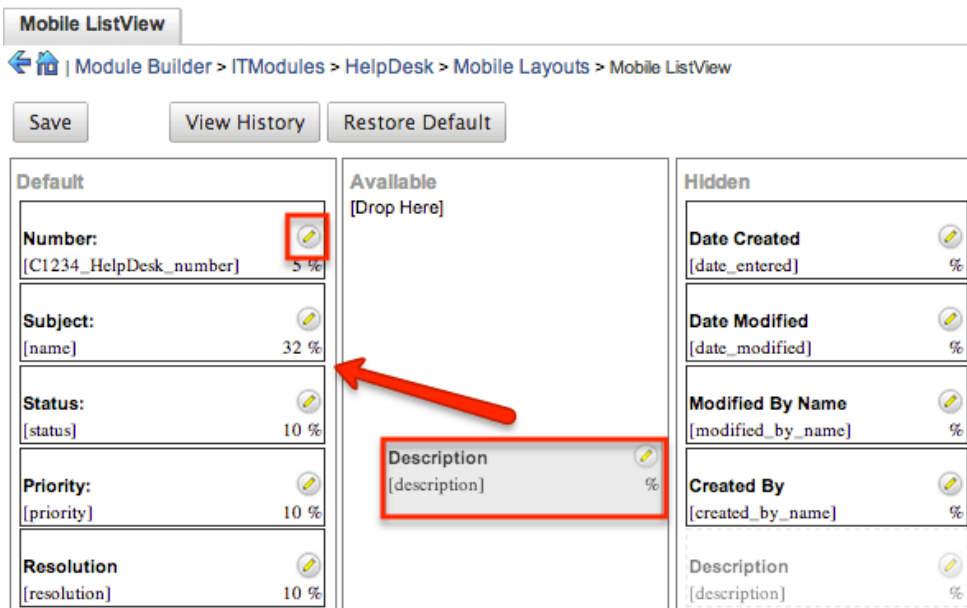 Mobile ListView
| Module Builder > ITModules > HelpDesk > Mobile Layouts > Mobile ListView
Save View History Restore Default
Default
Number:
[C1234_HelpDesk_number] 5 %
Subject:
[name] 32 %
Status:
[status] 10 %
Priority:
[priority] 10 %
Resolution
[resolution] 10 %
Available
[Drop Here]
Description
[description] %
Hidden
Date Created
[date_entered] %
Date Modified
[date_modified] %
Modified By Name
[modified_by_name] %
Created By
[created_by_name] %
Description
[description] %